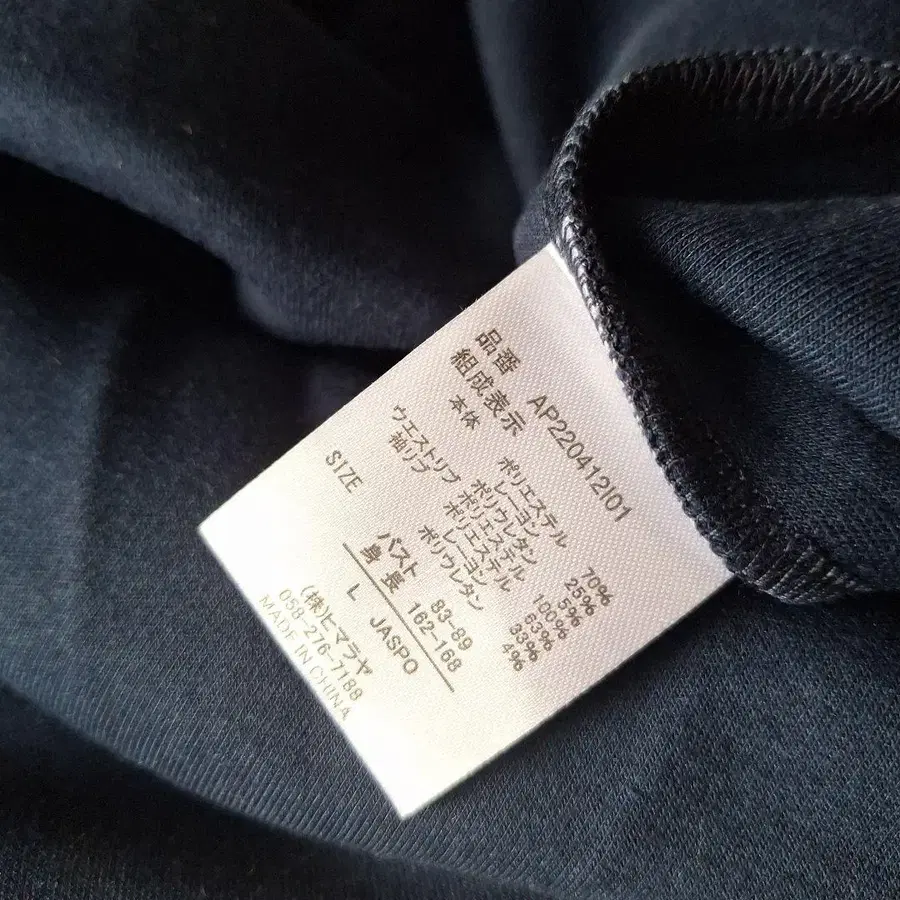 品番 AP220412I01
組成表示
本体 ポリエステル 70%
レーヨン 25%
ポリウレタン 5%
ウエストリブ ポリエステル 100%
袖リブ ポリエステル 63%
レーヨン 33%
ポリウレタン 4%
SIZE
バスト 83-89
身長 162-168
L JASPO
(株)ヒマラヤ
058-276-7188
MADE IN CHINA